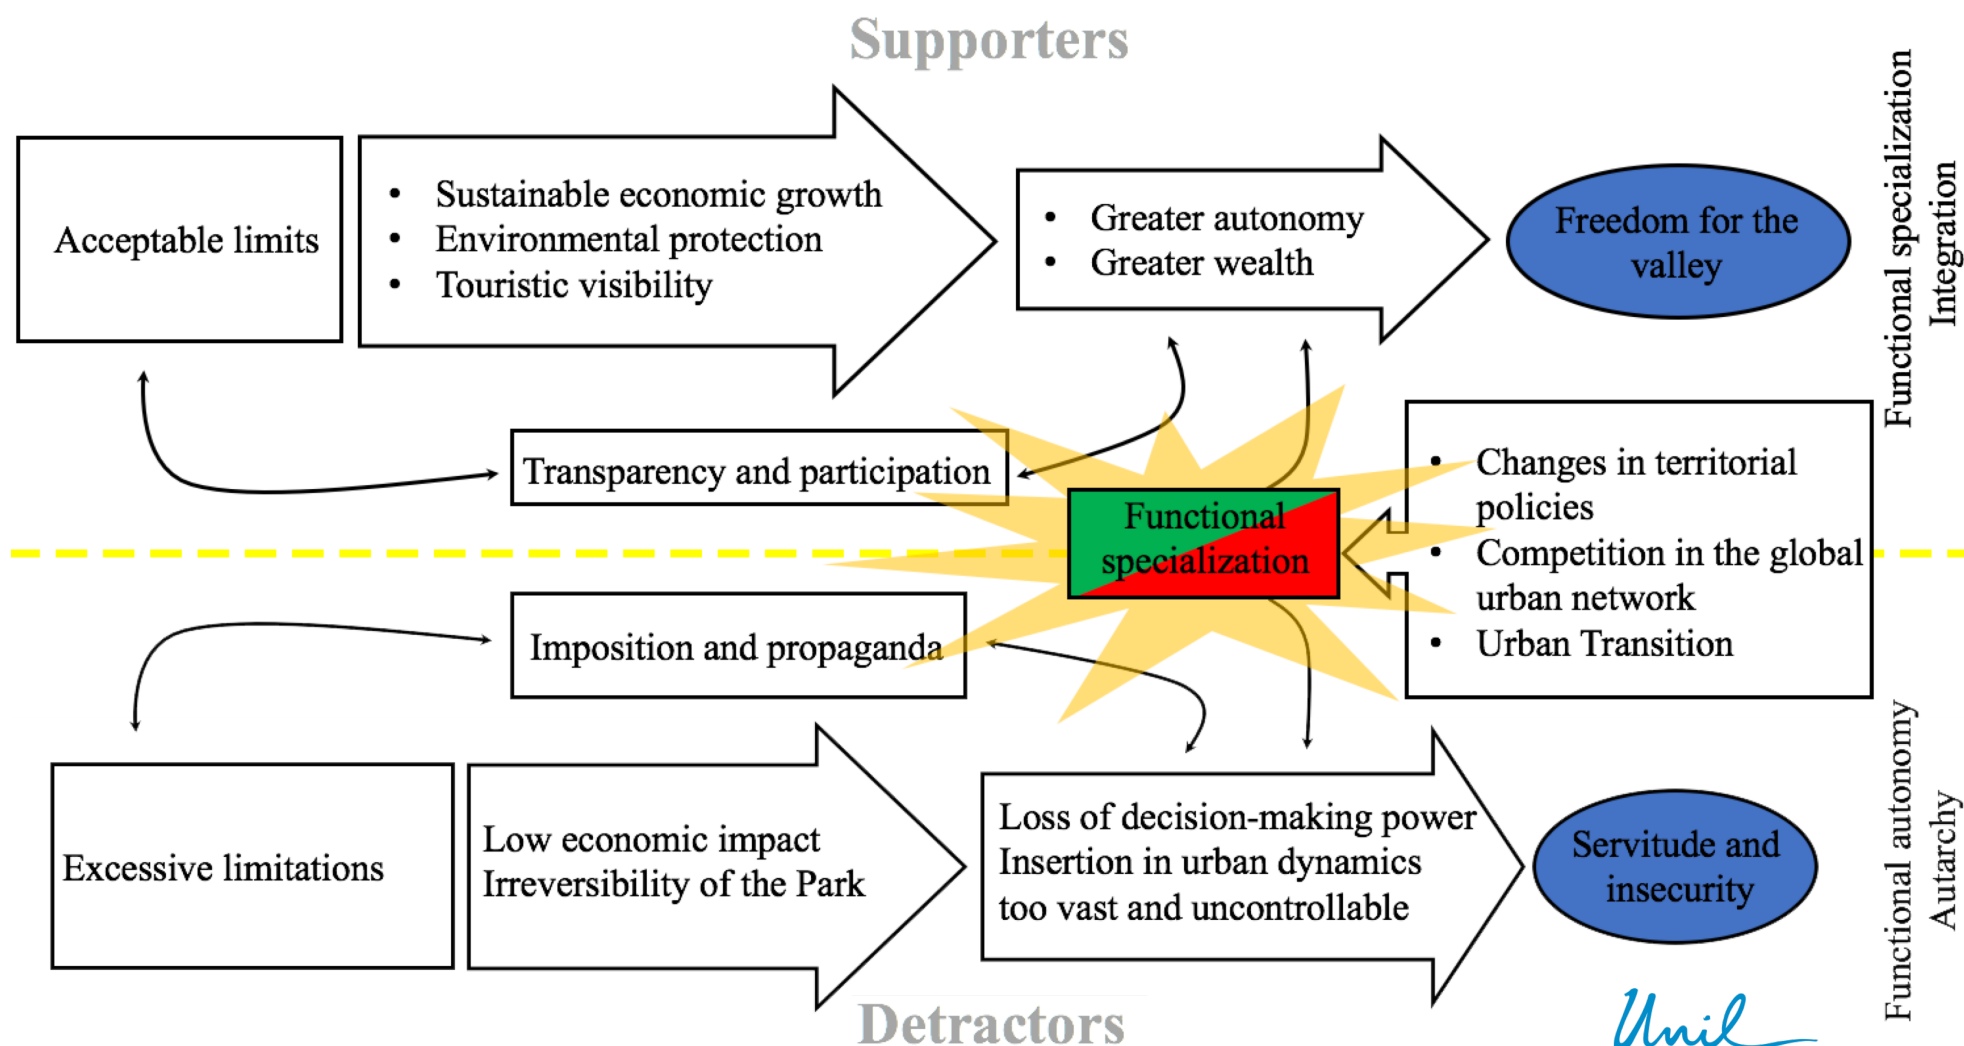 Supporters
Acceptable limits
• Sustainable economic growth
• Environmental protection
• Touristic visibility
• Greater autonomy
• Greater wealth
Freedom for the
valley
Functional specialization
Integration
Transparency and participation
Functional
specialization
• Changes in territorial
policies
• Competition in the global
urban network
• Urban Transition
Imposition and propaganda
Excessive limitations
Low economic impact
Irreversibility of the Park
Loss of decision-making power
Insertion in urban dynamics
too vast and uncontrollable
Servitude and
insecurity
Functional autonomy
Autarchy
Detractors
Unil